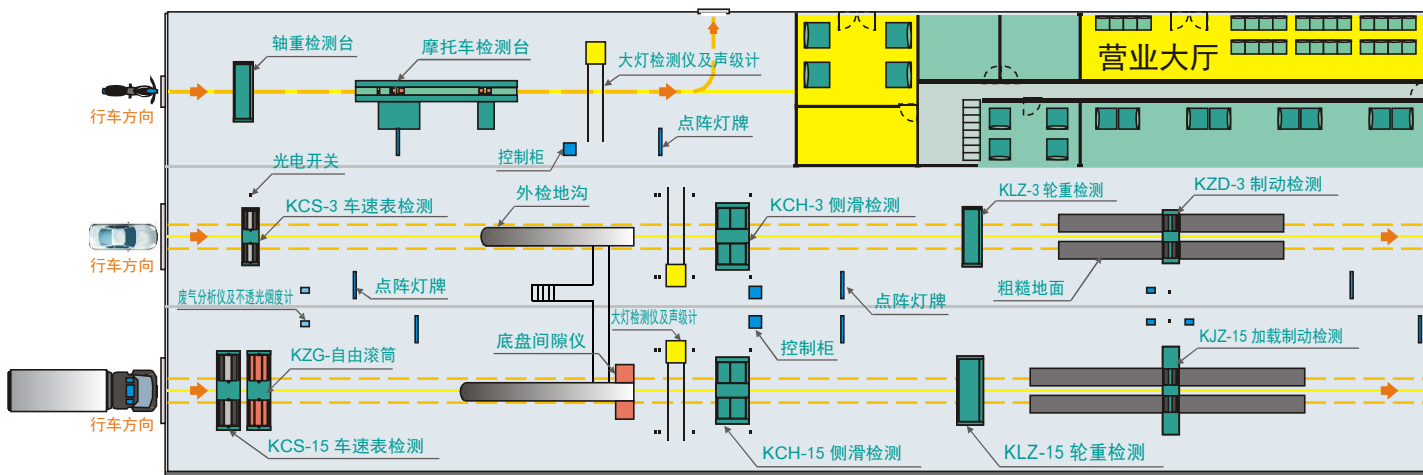 轴重检测台
摩托车检测台
大灯检测仪及声级计
营业大厅
行车方向
点阵灯牌
控制柜
光电开关
外检地沟
KLZ-3 轮重检测
KZD-3 制动检测
KCS-3 车速表检测
KCH-3 侧滑检测
行车方向
废气分析仪及不透光烟度计
点阵灯牌
点阵灯牌
粗糙地面
大灯检测仪及声级计
底盘间隙仪
控制柜
KJZ-15 加载制动检测
KZG-自由滚筒
行车方向
KCS-15 车速表检测
KCH-15 侧滑检测
KLZ-15 轮重检测